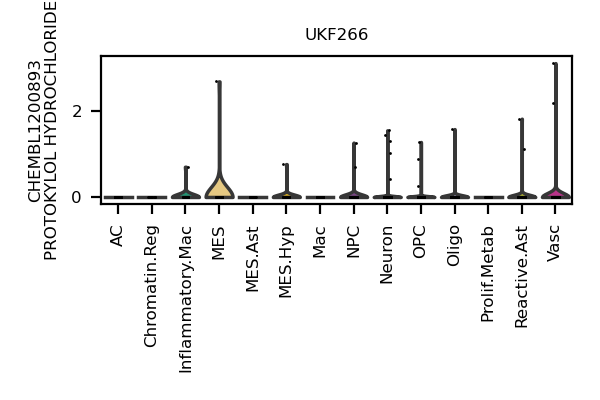 UKF266
CHEMBL1200893
PROTOKYLOL HYDROCHLORIDE
2
0
AC
Chromatin.Reg
Inflammatory.Mac
MES
MES.Ast
MES.Hyp
Mac
NPC
Neuron
OPC
Oligo
Prolif.Metab
Reactive.Ast
Vasc